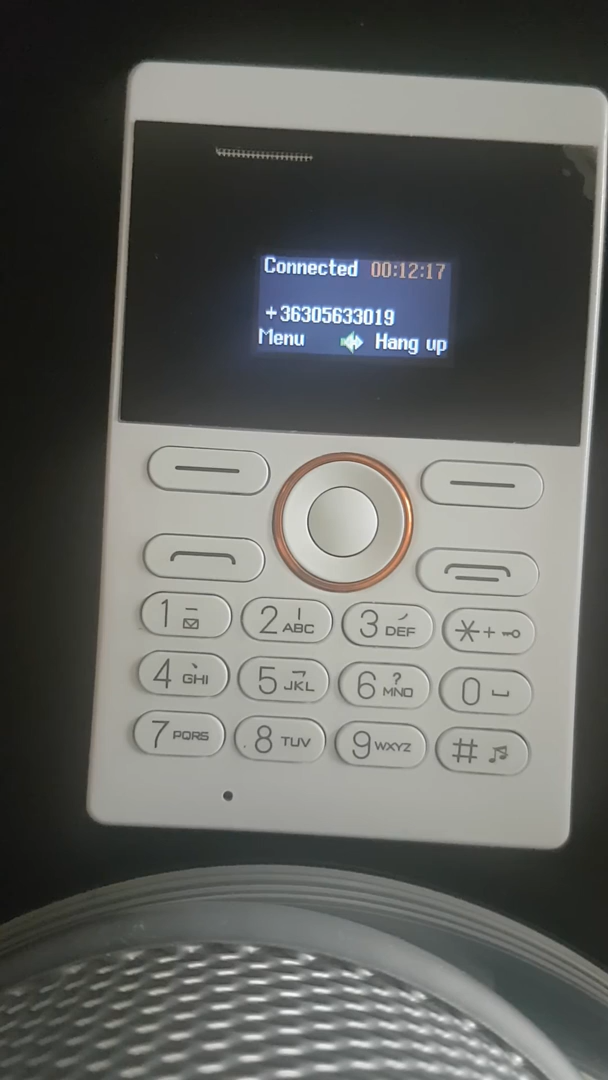 Connected 00:12:17
+36305633019
Menu Hang up
1 2 ABC 3 DEF *+
4 GHI 5 JKL 6 MNO 0
7 PQRS 8 TUV 9 WXYZ #